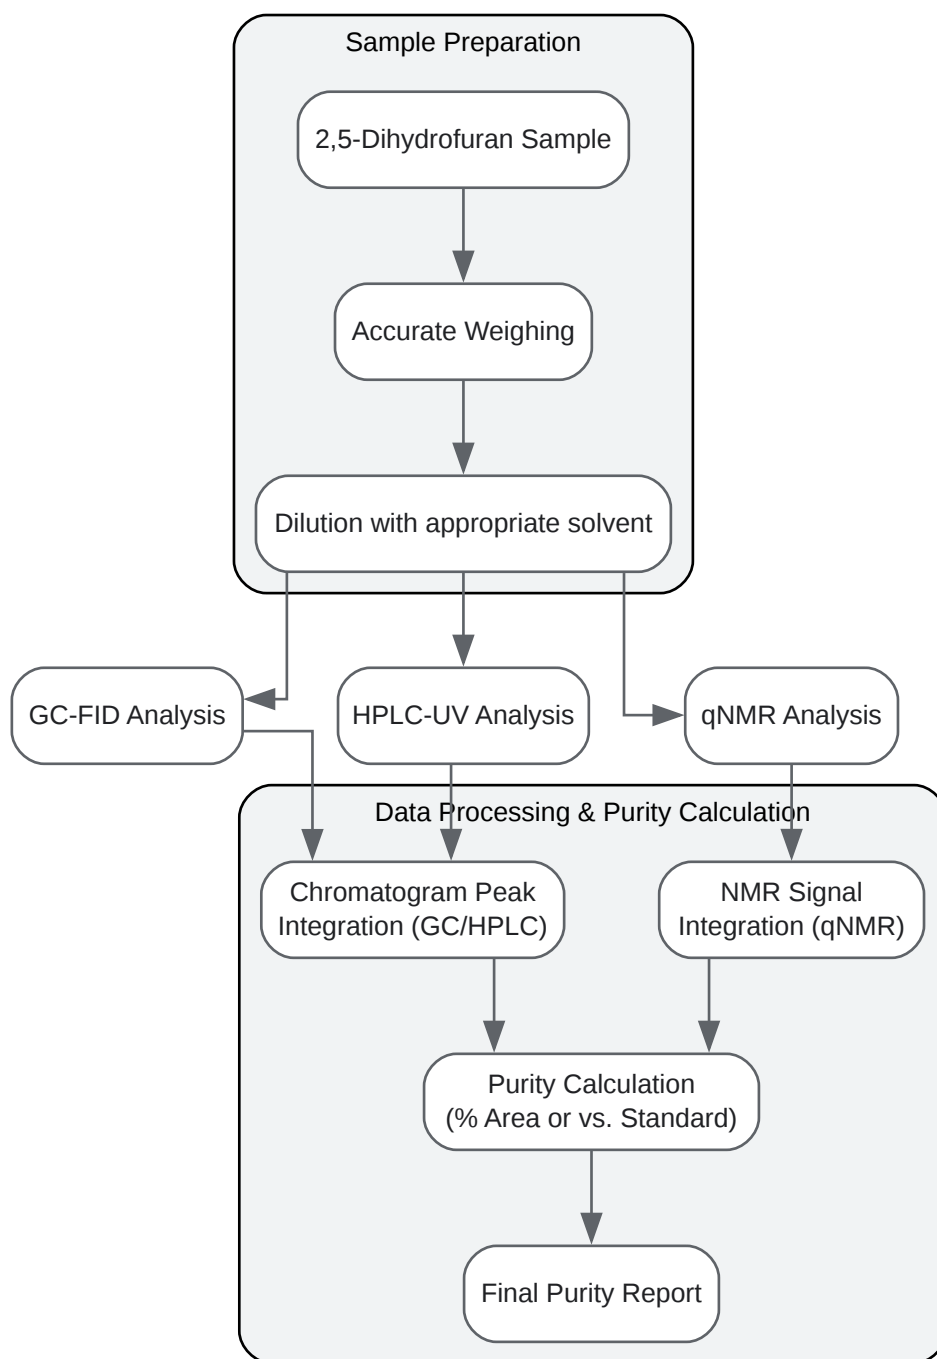 Sample Preparation
2,5-Dihydrofuran Sample
Accurate Weighing
Dilution with appropriate solvent
GC-FID Analysis
HPLC-UV Analysis
qNMR Analysis
Data Processing & Purity Calculation
Chromatogram Peak
Integration (GC/HPLC)
NMR Signal
Integration (qNMR)
Purity Calculation
(% Area or vs. Standard)
Final Purity Report